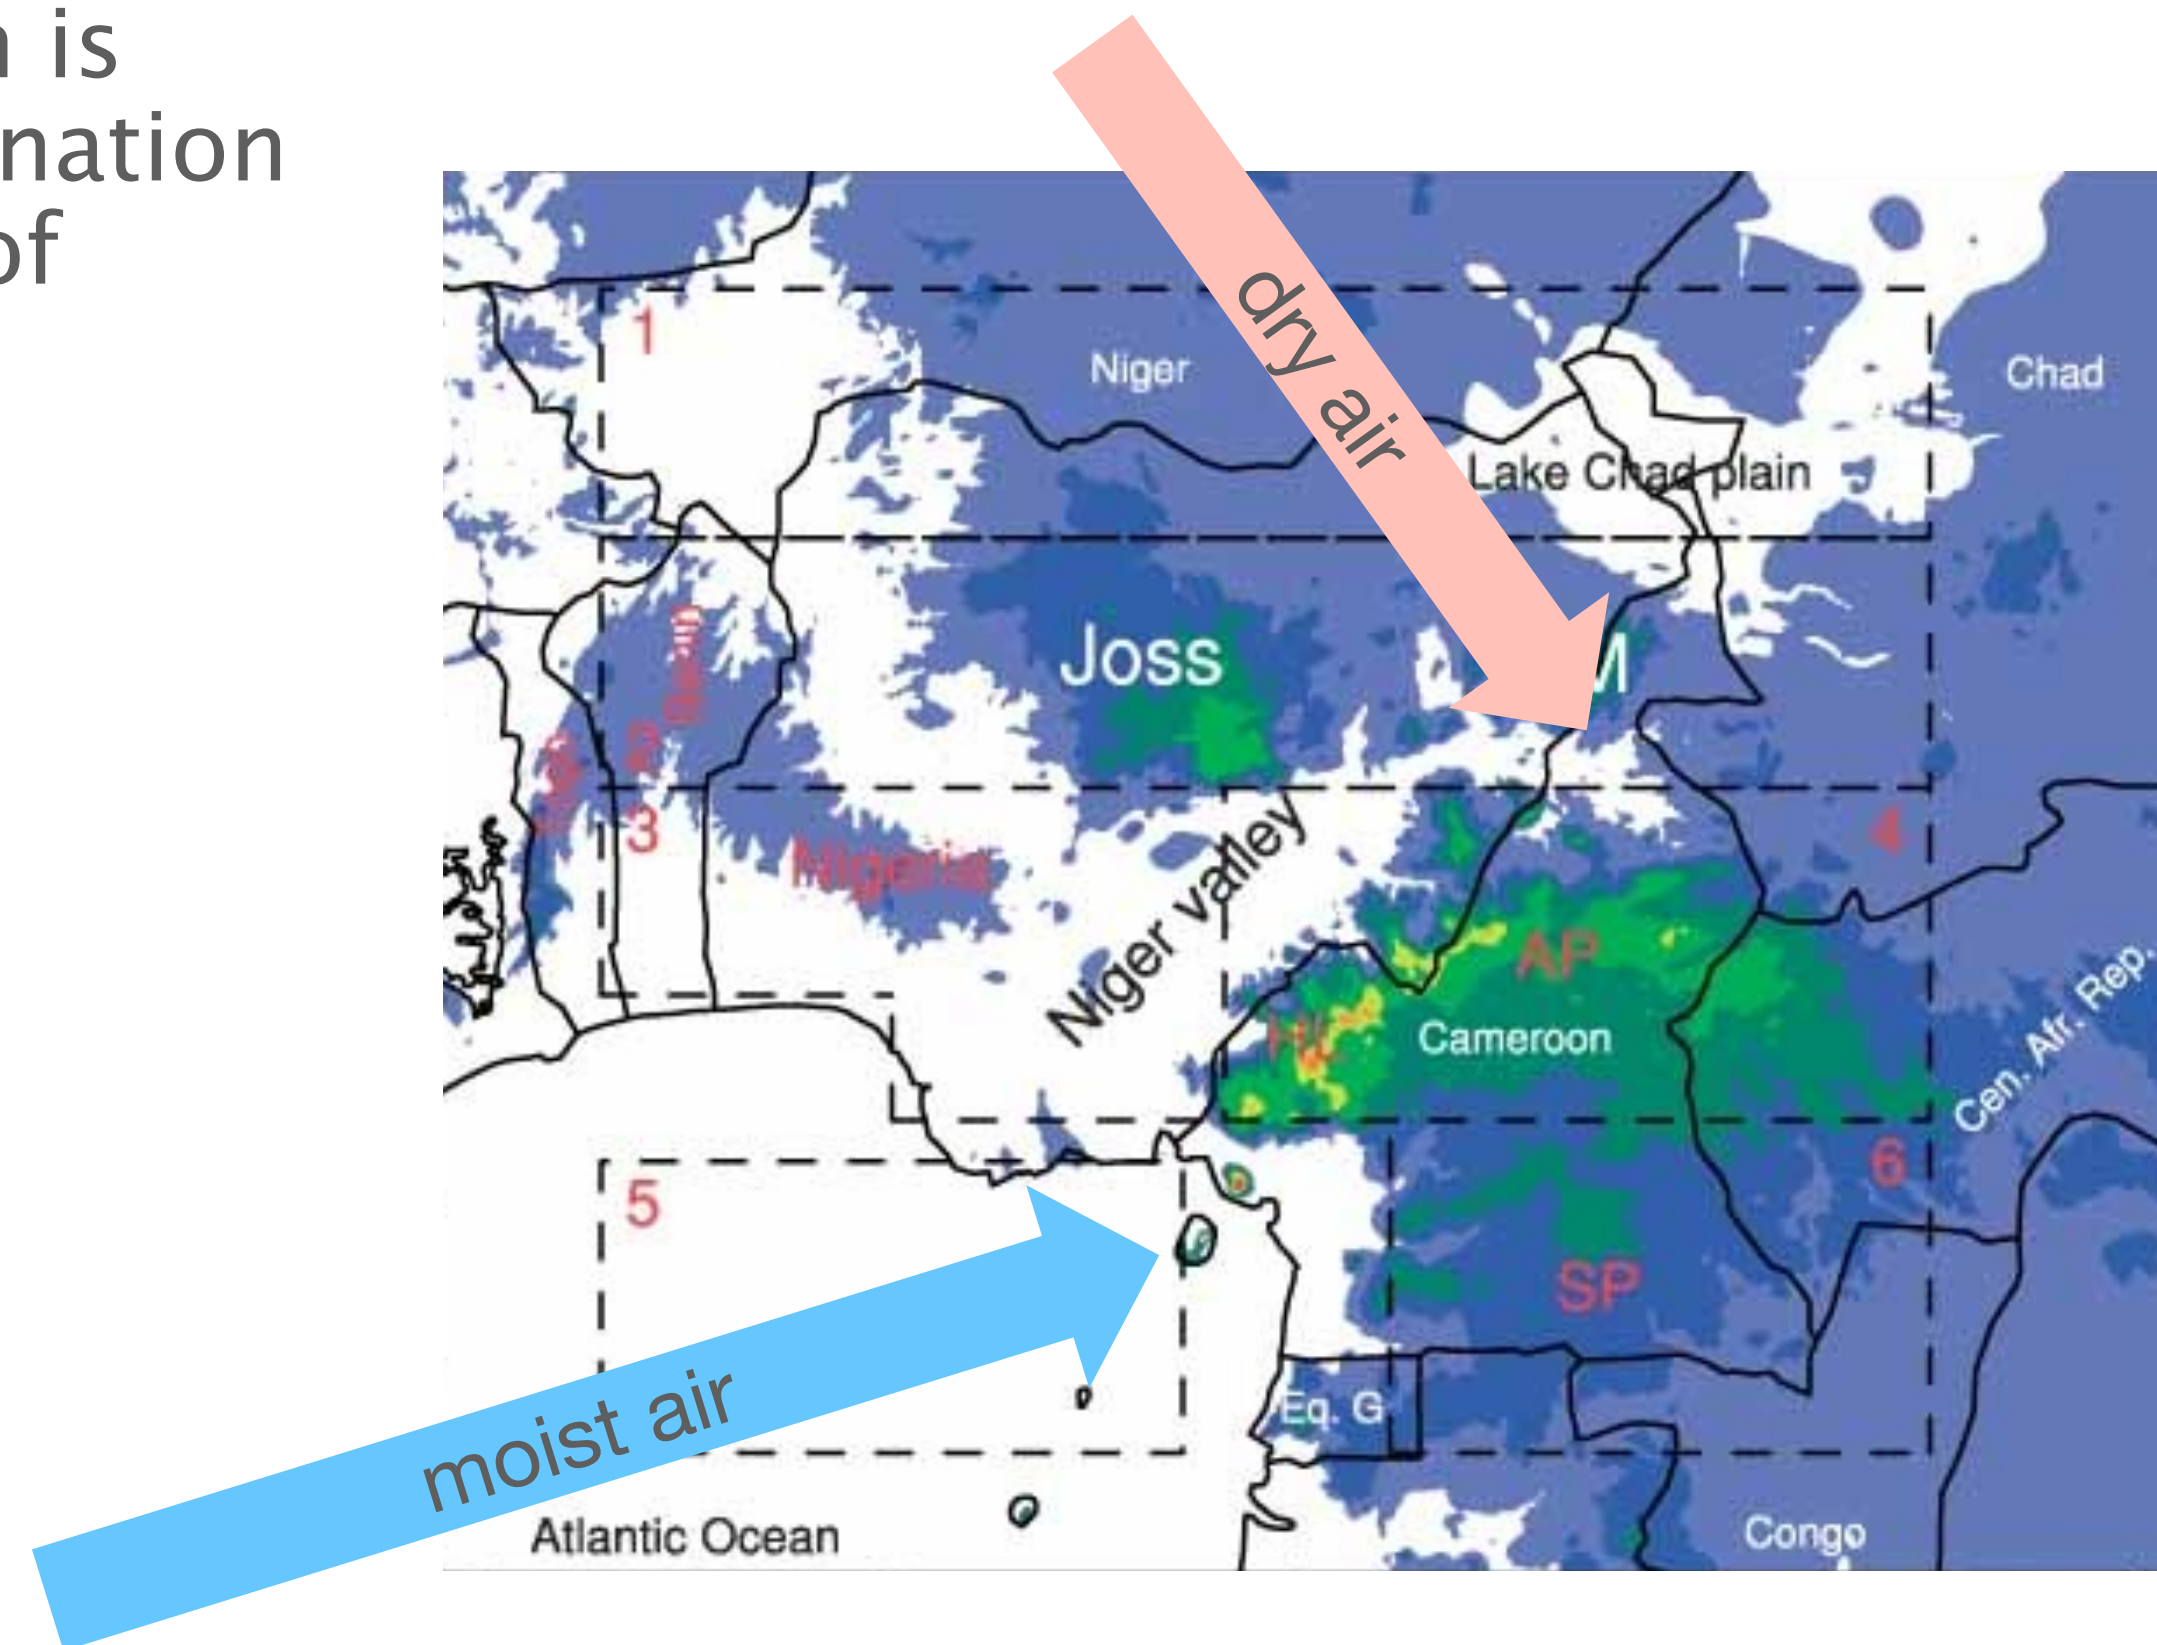 is
nation
of
dry air
1
Niger
Chad
Lake Chad plain
Joss
M
2
3
4
Nigeria
Niger valley
AP
HL
Cameroon
Cen. Afr. Rep.
5
6
SP
moist air
Eq. G
Atlantic Ocean
Congo